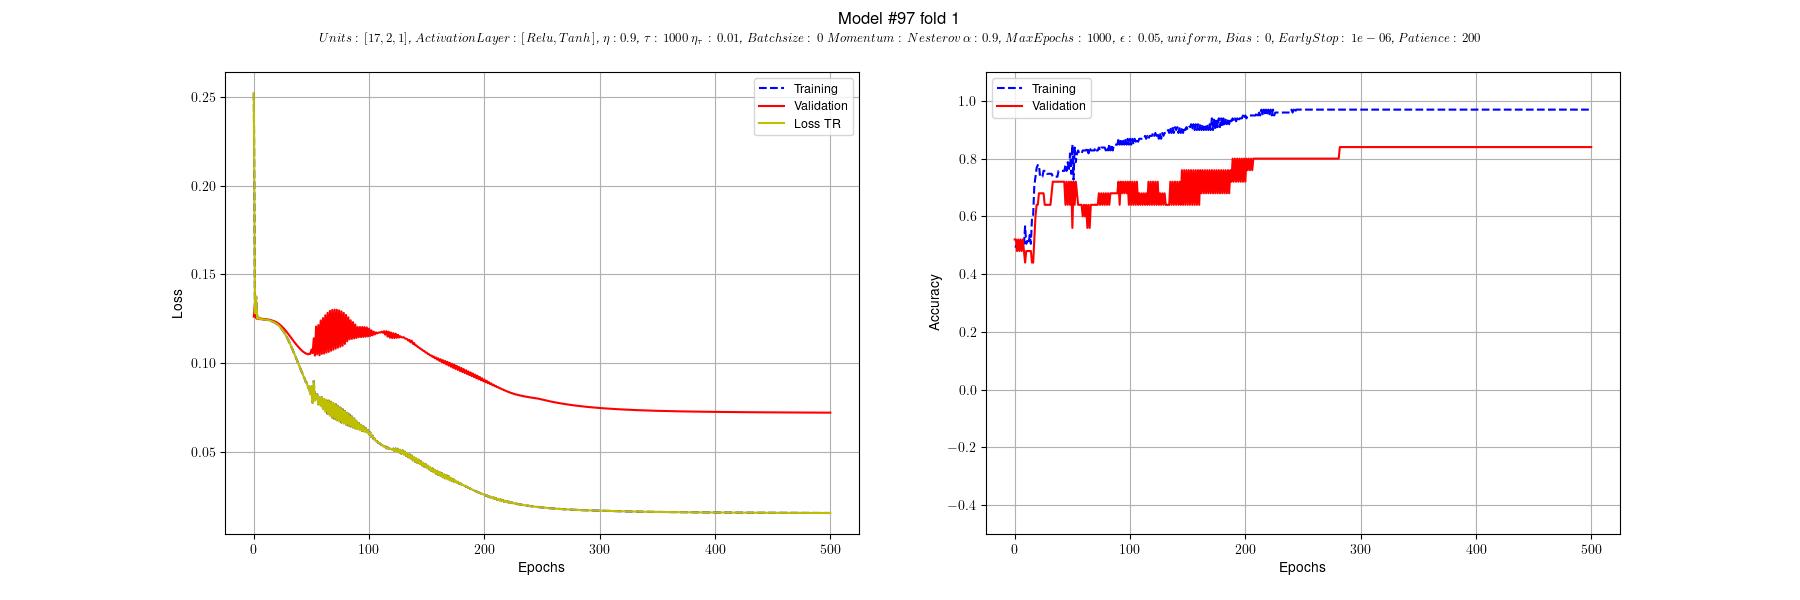 Model #97 fold 1
Units : [17, 2, 1], ActivationLayer : [Relu, Tanh], η : 0.9, τ : 1000 η_τ : 0.01, Batchsize : 0 Momentum : Nesterov α : 0.9, MaxEpochs : 1000, ϵ : 0.05, uniform, Bias : 0, EarlyStop : 1e − 06, Patience : 200
Training
Validation
Loss TR
0.25
0.20
0.15
0.10
0.05
Loss
0 100 200 300 400 500
Epochs
Training
Validation
1.0
0.8
0.6
0.4
0.2
0.0
−0.2
−0.4
Accuracy
0 100 200 300 400 500
Epochs